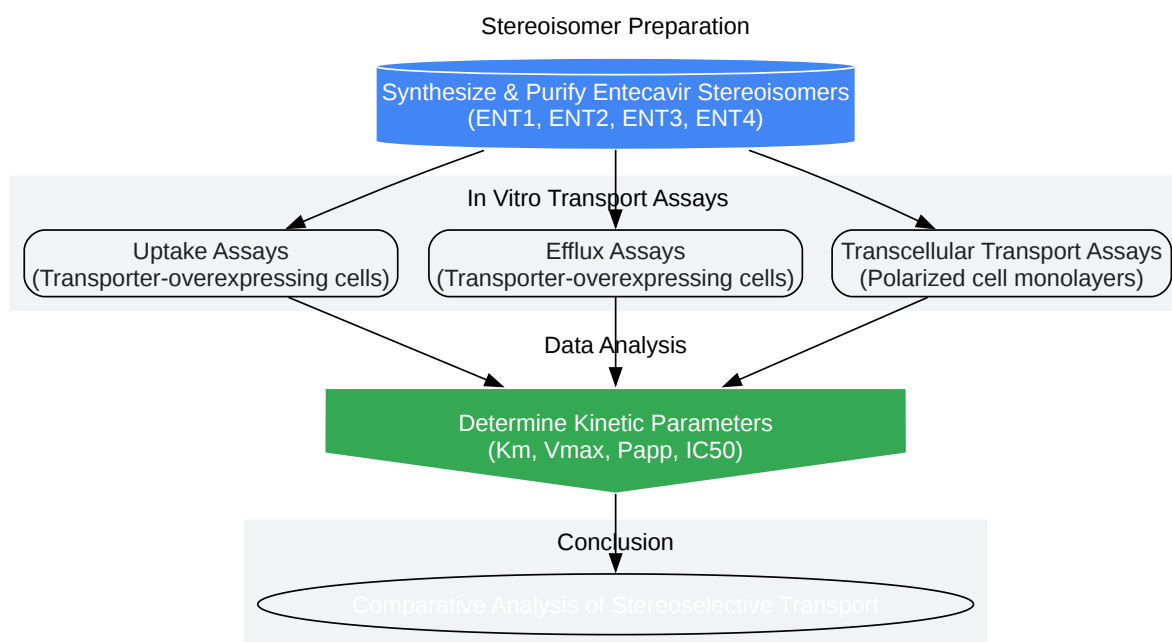 Stereoisomer Preparation
Synthesize & Purify Entecavir Stereoisomers
(ENT1, ENT2, ENT3, ENT4)
In Vitro Transport Assays
Uptake Assays
(Transporter-overexpressing cells)
Efflux Assays
(Transporter-overexpressing cells)
Transcellular Transport Assays
(Polarized cell monolayers)
Data Analysis
Determine Kinetic Parameters
(Km, Vmax, Papp, IC50)
Conclusion
Comparative Analysis of Stereoselective Transport